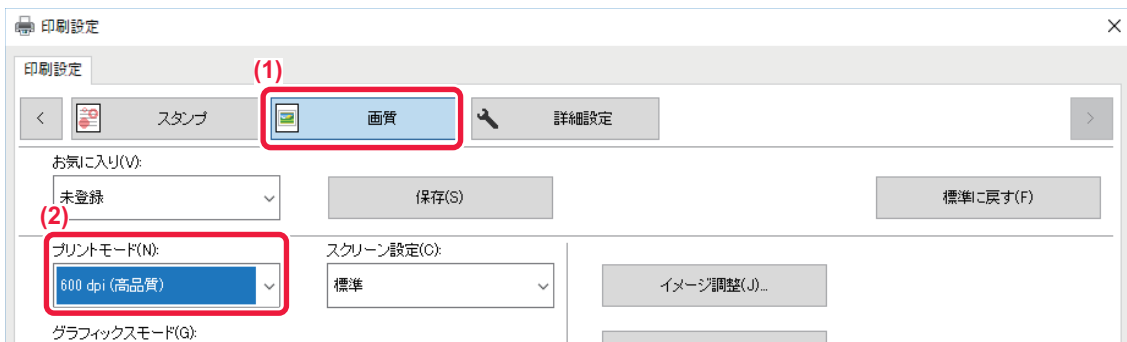 印刷設定
印刷設定
(1)
スタンプ 画質 詳細設定
お気に入り(V):
未登録 保存(S) 標準に戻す(F)
(2)
プリントモード(N): スクリーン設定(C):
600 dpi (高品質) 標準 イメージ調整(J)...
グラフィックスモード(G):